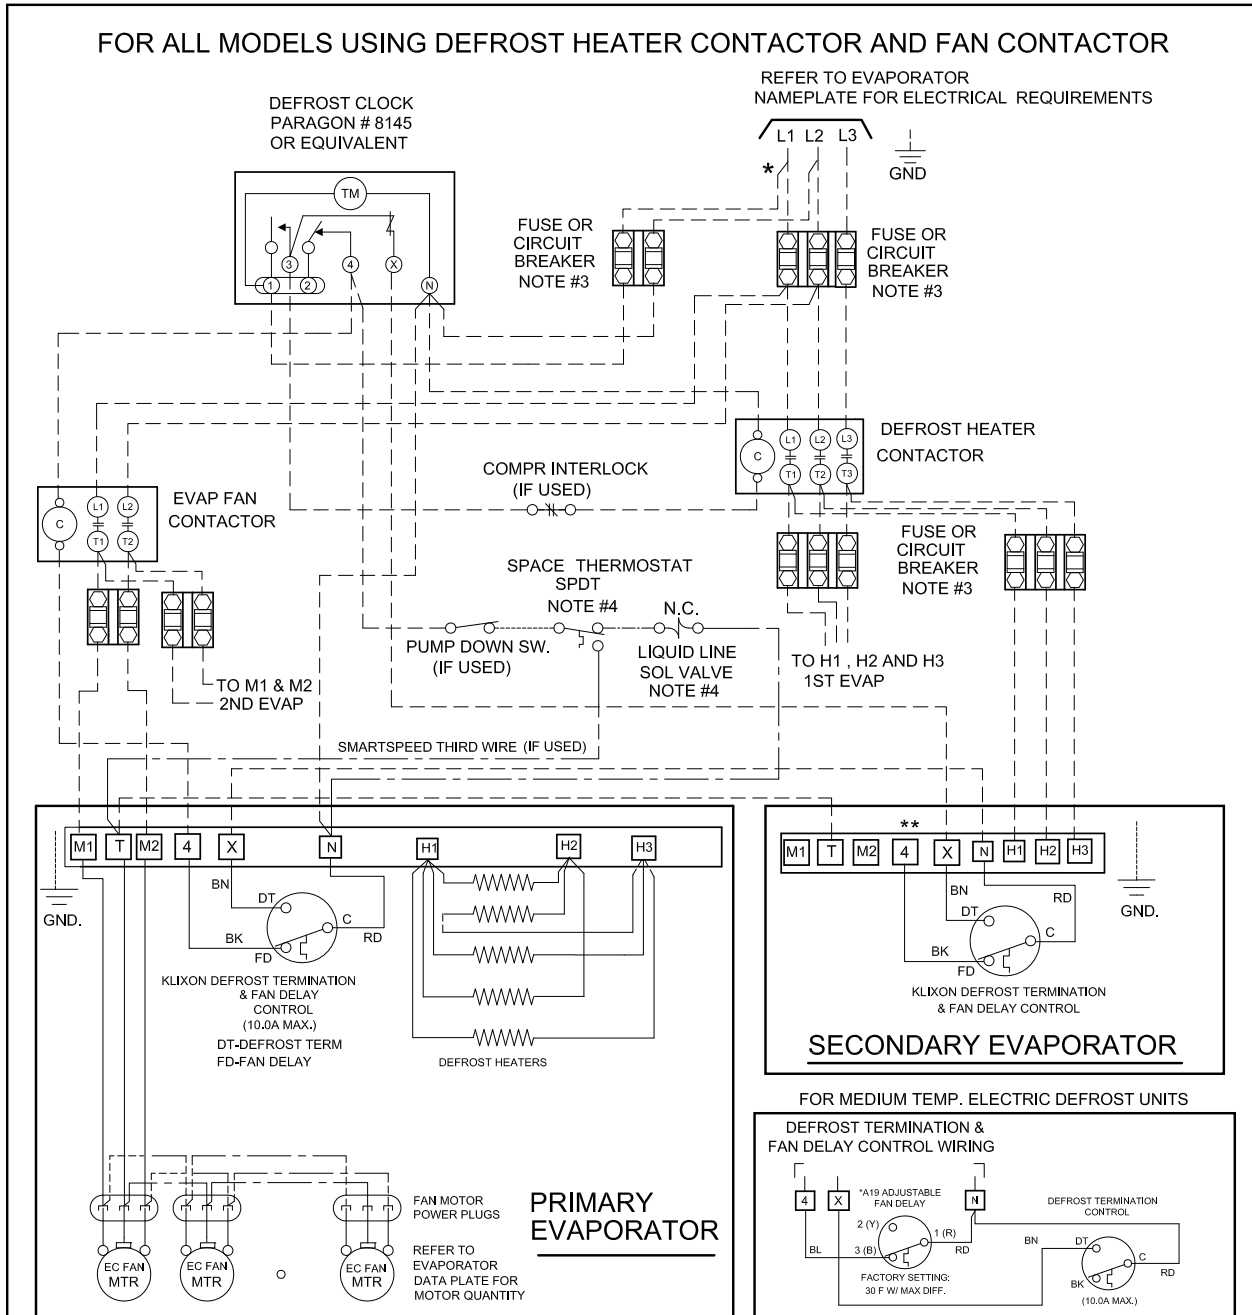 FOR ALL MODELS USING DEFROST HEATER CONTACTOR AND FAN CONTACTOR
REFER TO EVAPORATOR
NAMEPLATE FOR ELECTRICAL REQUIREMENTS
DEFROST CLOCK
PARAGON # 8145
OR EQUIVALENT
L1 L2 L3
*
GND
TM
3 4 X
1 2 N
FUSE OR
CIRCUIT
BREAKER
NOTE #3
FUSE OR
CIRCUIT
BREAKER
NOTE #3
DEFROST HEATER
CONTACTOR
C
L1 L2 L3
T1 T2 T3
COMPR INTERLOCK
(IF USED)
EVAP FAN
CONTACTOR
C
L1 L2
T1 T2
FUSE OR
CIRCUIT
BREAKER
NOTE #3
SPACE THERMOSTAT
SPDT
NOTE #4
N.C.
PUMP DOWN SW.
(IF USED)
LIQUID LINE
SOL VALVE
NOTE #4
TO H1 , H2 AND H3
1ST EVAP
TO M1 & M2
2ND EVAP
SMARTSPEED THIRD WIRE (IF USED)
M1 T M2 4 X N H1 H2 H3
GND.
BN
DT
C
BK
RD
FD
KLIXON DEFROST TERMINATION
& FAN DELAY
CONTROL
(10.0A MAX.)
DT-DEFROST TERM
FD-FAN DELAY
DEFROST HEATERS
FAN MOTOR
POWER PLUGS
REFER TO
EVAPORATOR
DATA PLATE FOR
MOTOR QUANTITY
EC FAN
MTR
EC FAN
MTR
EC FAN
MTR
PRIMARY
EVAPORATOR
**
M1 T M2 4 X N H1 H2 H3
GND.
BN
RD
DT
C
BK
FD
KLIXON DEFROST TERMINATION
& FAN DELAY CONTROL
SECONDARY EVAPORATOR
FOR MEDIUM TEMP. ELECTRIC DEFROST UNITS
DEFROST TERMINATION &
FAN DELAY CONTROL WIRING
4 X N
*A19 ADJUSTABLE
FAN DELAY
2 (Y)
1 (R)
3 (B)
BL
RD
FACTORY SETTING:
30 F W/ MAX DIFF.
DEFROST TERMINATION
CONTROL
BN
DT
C
RD
BK
(10.0A MAX.)